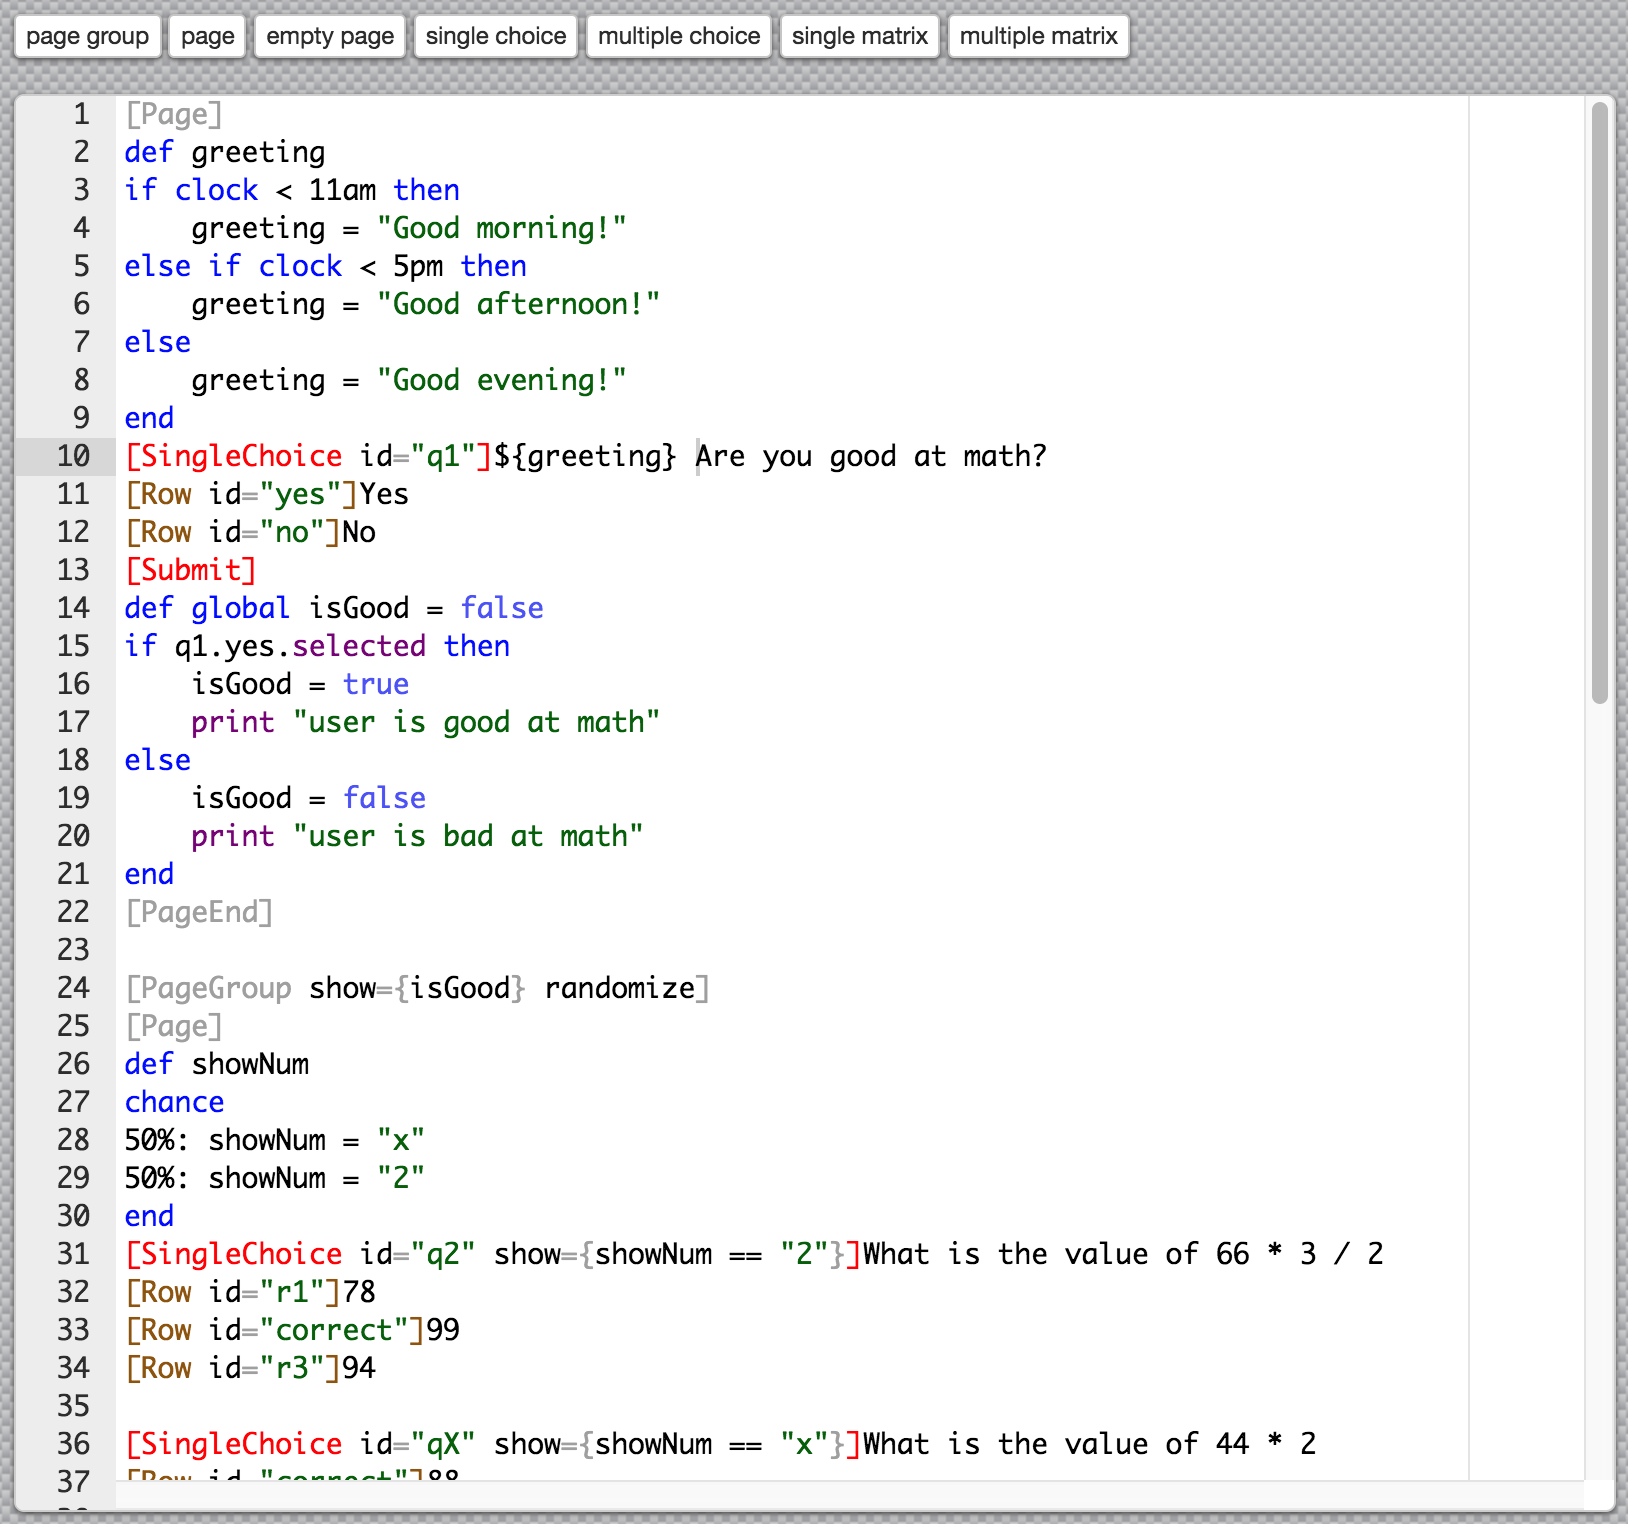 page group page empty page single choice multiple choice single matrix multiple matrix
1 [Page]
2 def greeting
3 if clock < 11am then
4     greeting = "Good morning!"
5 else if clock < 5pm then
6     greeting = "Good afternoon!"
7 else
8     greeting = "Good evening!"
9 end
10 [SingleChoice id="q1"]${greeting} Are you good at math?
11 [Row id="yes"]Yes
12 [Row id="no"]No
13 [Submit]
14 def global isGood = false
15 if q1.yes.selected then
16     isGood = true
17     print "user is good at math"
18 else
19     isGood = false
20     print "user is bad at math"
21 end
22 [PageEnd]
23
24 [PageGroup show={isGood} randomize]
25 [Page]
26 def showNum
27 chance
28 50%: showNum = "x"
29 50%: showNum = "2"
30 end
31 [SingleChoice id="q2" show={showNum == "2"}]What is the value of 66 * 3 / 2
32 [Row id="r1"]78
33 [Row id="correct"]99
34 [Row id="r3"]94
35
36 [SingleChoice id="qX" show={showNum == "x"}]What is the value of 44 * 2
37 [Row id="correct"]88